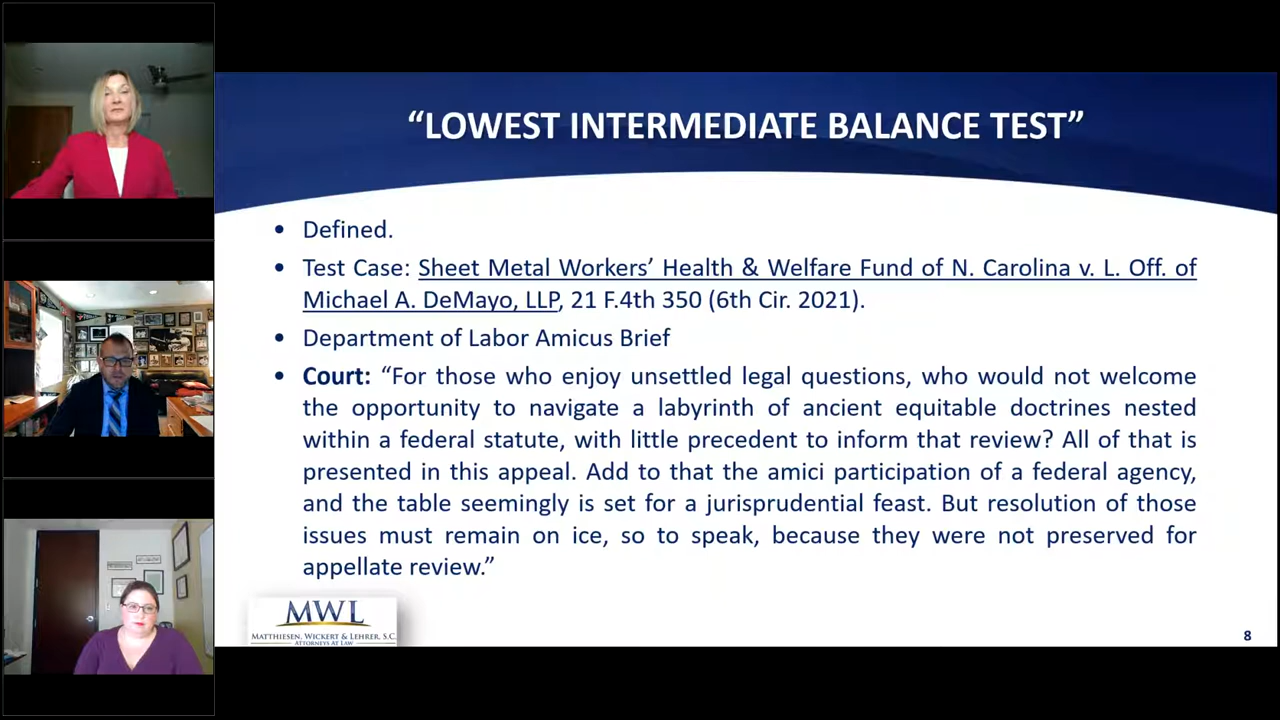 “LOWEST INTERMEDIATE BALANCE TEST”
• Defined.
• Test Case: Sheet Metal Workers’ Health & Welfare Fund of N. Carolina v. L. Off. of
Michael A. DeMayo, LLP, 21 F.4th 350 (6th Cir. 2021).
• Department of Labor Amicus Brief
• Court: “For those who enjoy unsettled legal questions, who would not welcome
the opportunity to navigate a labyrinth of ancient equitable doctrines nested
within a federal statute, with little precedent to inform that review? All of that is
presented in this appeal. Add to that the amici participation of a federal agency,
and the table seemingly is set for a jurisprudential feast. But resolution of those
issues must remain on ice, so to speak, because they were not preserved for
appellate review.”
MWL
MATTHIESEN, WICKERT & LEHRER, S.C.
ATTORNEYS AT LAW
8